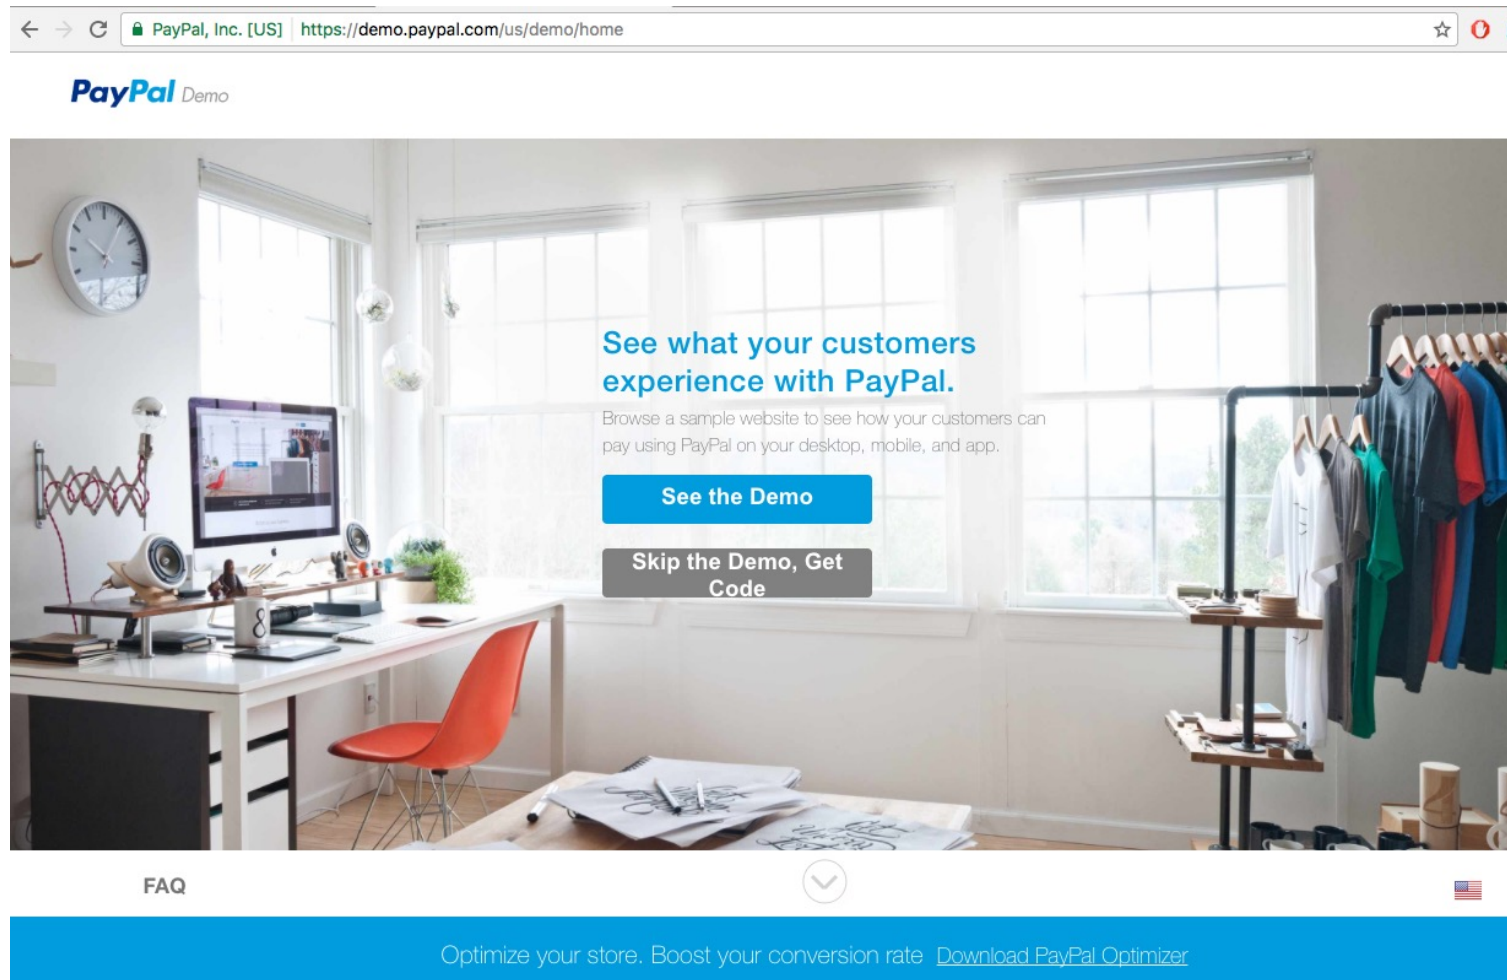 PayPal, Inc. [US] https://demo.paypal.com/us/demo/home
PayPal Demo
See what your customers
experience with PayPal.
Browse a sample website to see how your customers can
pay using PayPal on your desktop, mobile, and app.
See the Demo
Skip the Demo, Get
Code
8
FAQ
Optimize your store. Boost your conversion rate Download PayPal Optimizer